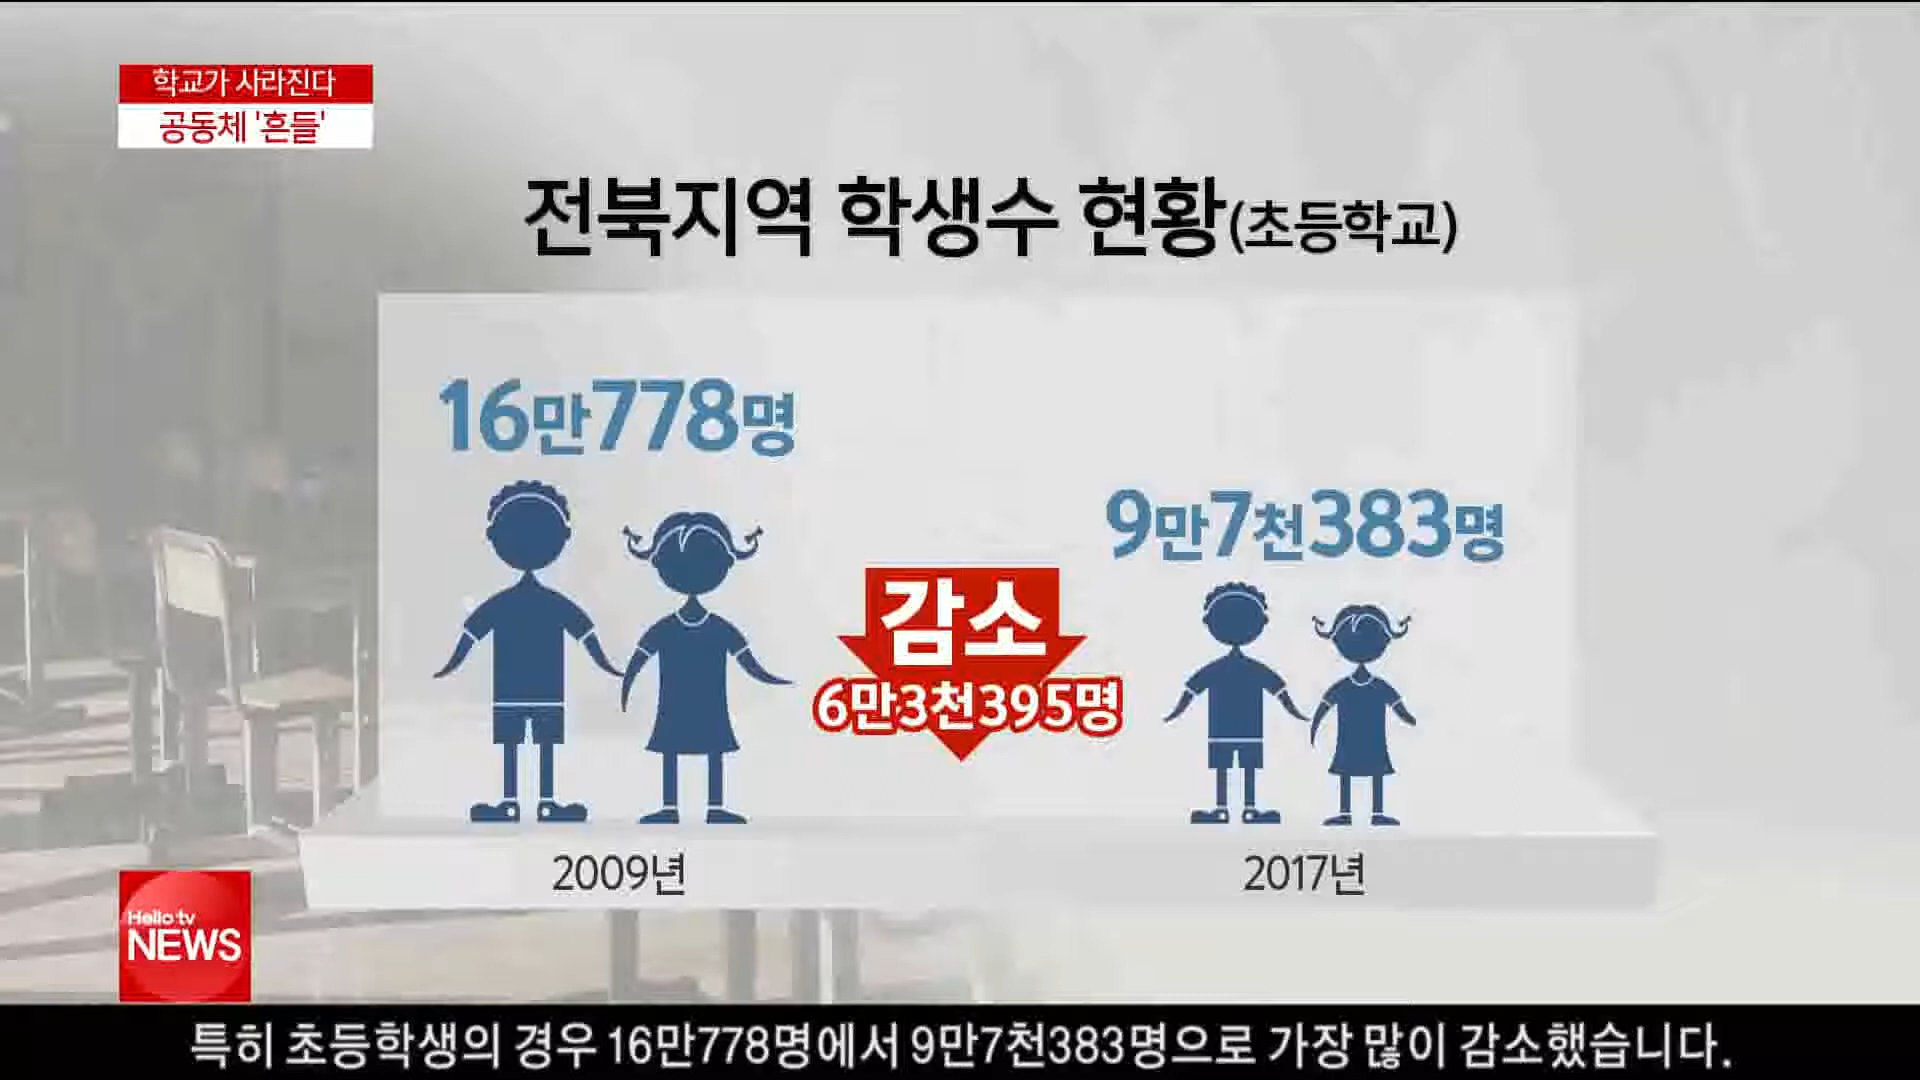 학교가 사라진다
공동체 '흔들'
전북지역 학생수 현황(초등학교)
16만778명
9만7천383명
감소
6만3천395명
2009년
2017년
Hello tv
NEWS
특히 초등학생의 경우 16만778명에서 9만7천383명으로 가장 많이 감소했습니다.